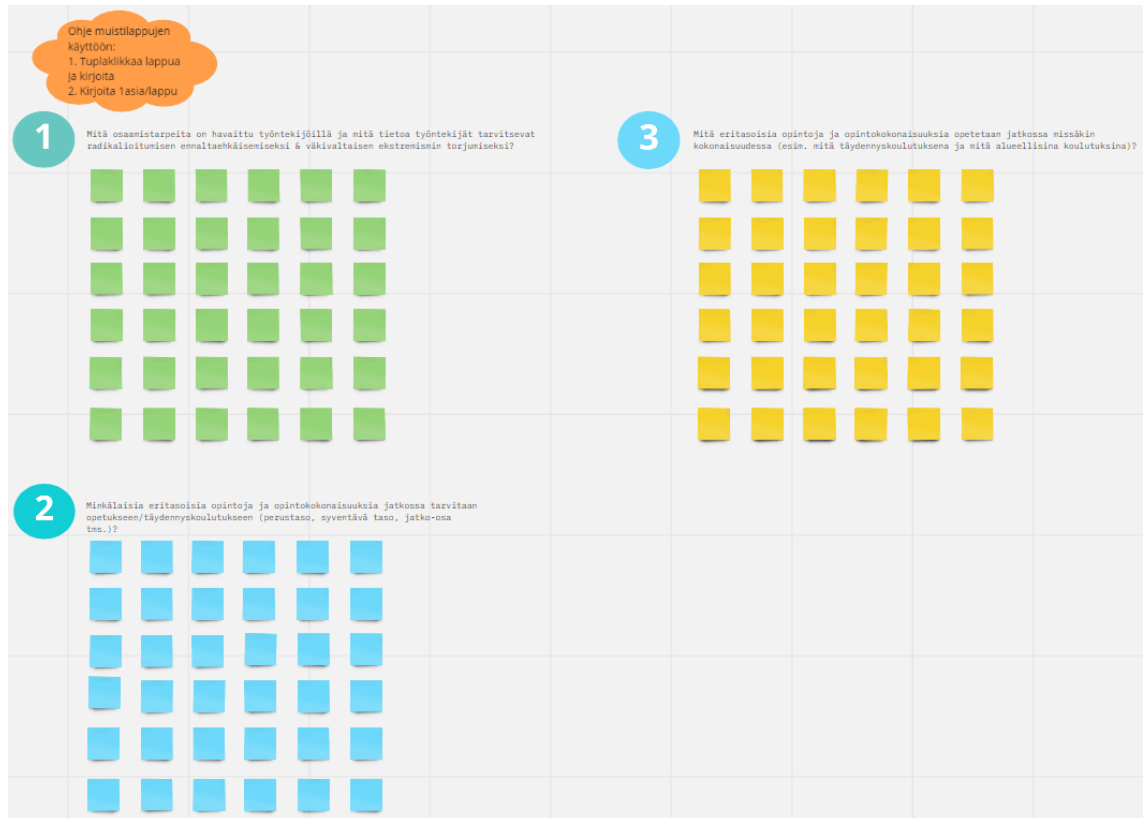 Ohje muistilappujen
käyttöön:
1. Tuplaklikkaa lappua
ja kirjoita
2. Kirjoita 1asia/lappu
1
Mitä osaamistarpeita on havaittu työntekijöillä ja mitä tietoa työntekijät tarvitsevat
radikalioitumisen ennaltaehkäisemiseksi & väkivaltaisen ekstremismin torjumiseksi?
2
Minkälaisia eritasoisia opintoja ja opintokokonaisuuksia jatkossa tarvitaan
opetukseen/täydennyskoulutukseen (perustaso, syventävä taso, jatko-osa
tms.)?
3
Mitä eritasoisia opintoja ja opintokokonaisuuksia opetetaan jatkossa missäkin
kokonaisuudessa (esim. mitä täydennyskoulutuksena ja mitä alueellisina koulutuksina)?